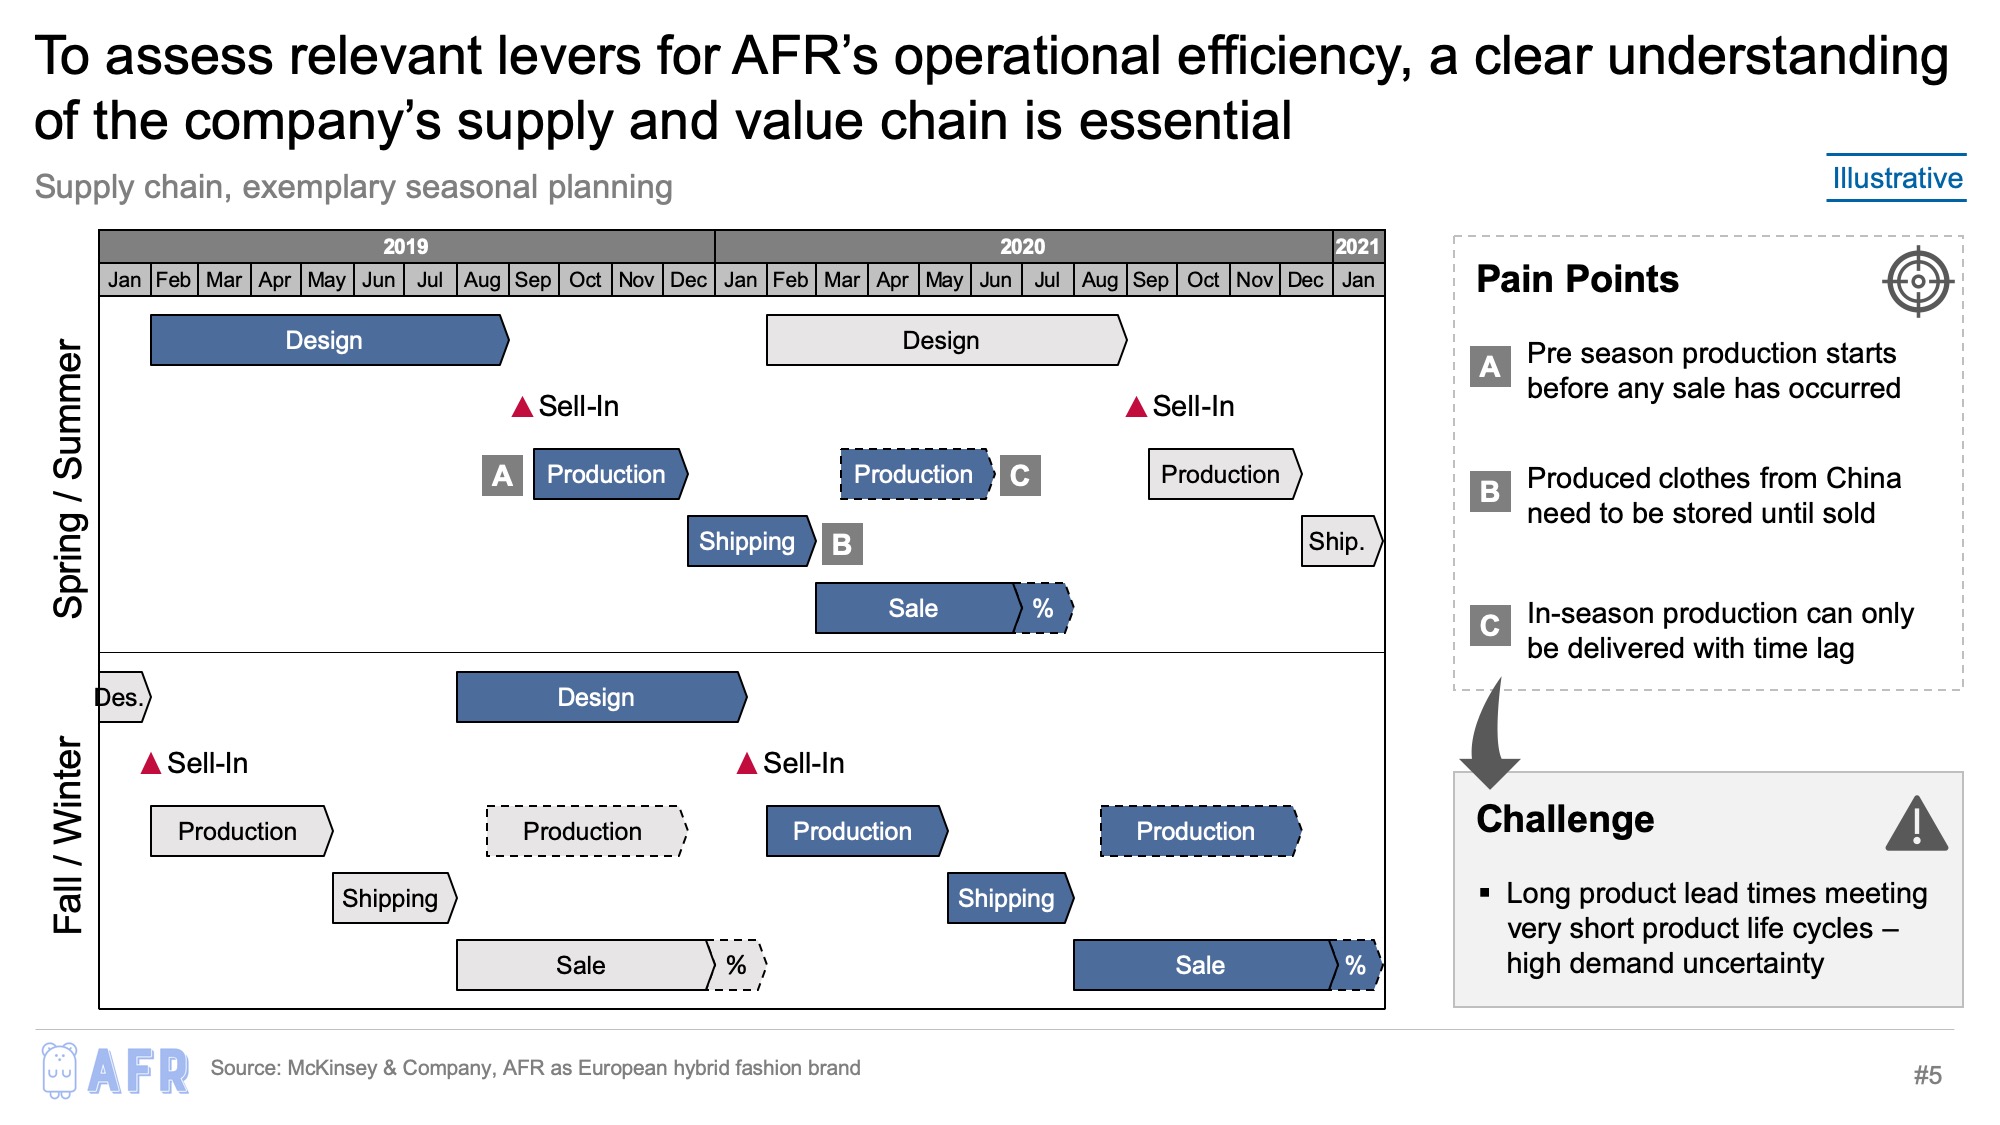 To assess relevant levers for AFR’s operational efficiency, a clear understanding
of the company’s supply and value chain is essential
Supply chain, exemplary seasonal planning
Illustrative
2019 2020 2021
Jan Feb Mar Apr May Jun Jul Aug Sep Oct Nov Dec Jan Feb Mar Apr May Jun Jul Aug Sep Oct Nov Dec Jan
Spring / Summer
Design Design
Sell-In Sell-In
A Production Production C Production
Shipping B Ship.
Sale %
Fall / Winter
Des. Design
Sell-In Sell-In
Production Production Production Production
Shipping Shipping
Sale % Sale %
Pain Points
A Pre season production starts
before any sale has occurred
B Produced clothes from China
need to be stored until sold
C In-season production can only
be delivered with time lag
Challenge
▪ Long product lead times meeting
very short product life cycles –
high demand uncertainty
AFR
Source: McKinsey & Company, AFR as European hybrid fashion brand
#5